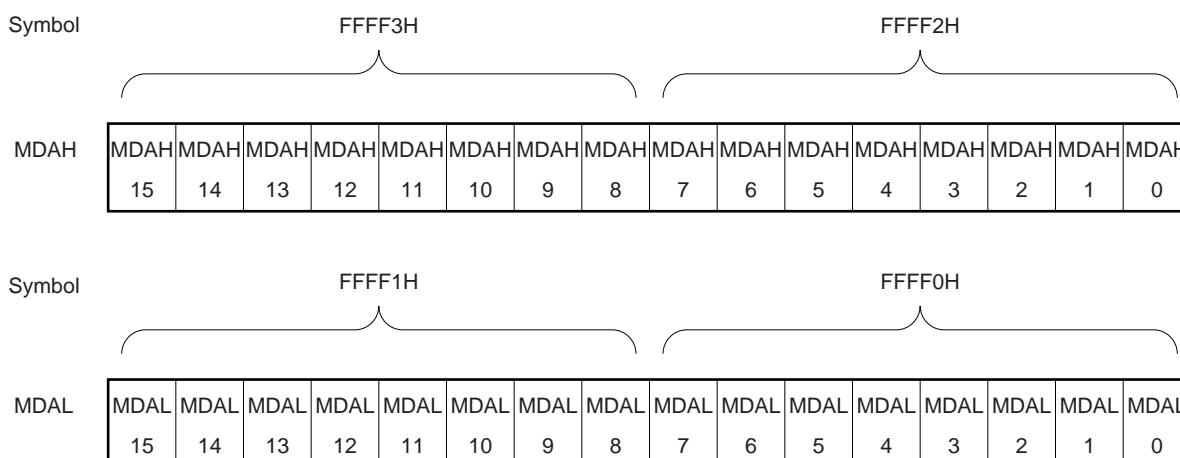 Symbol FFFF3H FFFF2H
MDAH MDAH MDAH MDAH MDAH MDAH MDAH MDAH MDAH MDAH MDAH MDAH MDAH MDAH MDAH MDAH MDAH
15 14 13 12 11 10 9 8 7 6 5 4 3 2 1 0
Symbol FFFF1H FFFF0H
MDAL MDAL MDAL MDAL MDAL MDAL MDAL MDAL MDAL MDAL MDAL MDAL MDAL MDAL MDAL MDAL MDAL
15 14 13 12 11 10 9 8 7 6 5 4 3 2 1 0